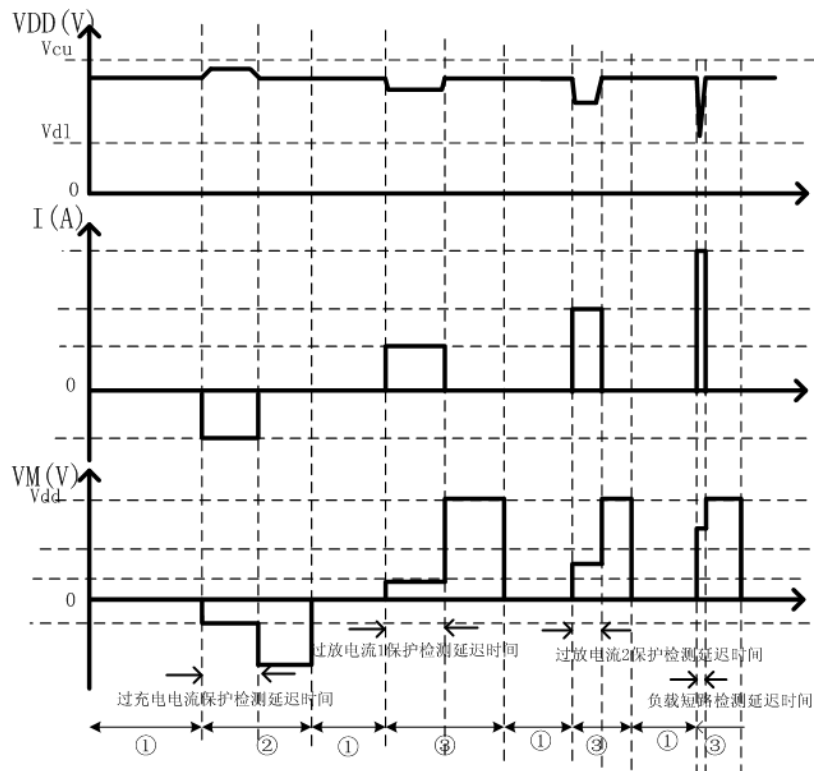 VDD(V)
Vcu
Vdl
0
I(A)
0
VM(V)
Vdd
0
过放电流1保护检测延迟时间
过放电流2保护检测延迟时间
过充电电流保护检测延迟时间
负载短路检测延迟时间
① ② ① ③ ① ③ ① ③